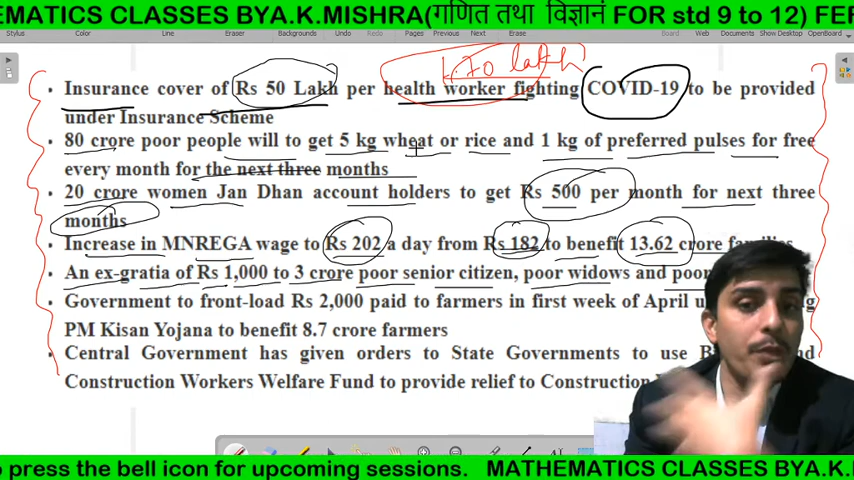 EMATICS CLASSES BYA.K.MISHRA(गणित तथा विज्ञानं FOR std 9 to 12) FEF
Styles Color Line Eraser Backgrounds Undo Redo Pages Previous Next Erase Board Web Documents Show Desktop OpenBoard
1-70 lakh
• Insurance cover of Rs 50 Lakh per health worker fighting COVID-19 to be provided
under Insurance Scheme
• 80 crore poor people will to get 5 kg wheat or rice and 1 kg of preferred pulses for free
every month for the next three months
• 20 crore women Jan Dhan account holders to get Rs 500 per month for next three
months
• Increase in MNREGA wage to Rs 202 a day from Rs 182 to benefit 13.62 crore families
• An ex-gratia of Rs 1,000 to 3 crore poor senior citizen, poor widows and poor
• Government to front-load Rs 2,000 paid to farmers in first week of April
PM Kisan Yojana to benefit 8.7 crore farmers
• Central Government has given orders to State Governments to use
Construction Workers Welfare Fund to provide relief to Construction
o press the bell icon for upcoming sessions. MATHEMATICS CLASSES BYA.K.